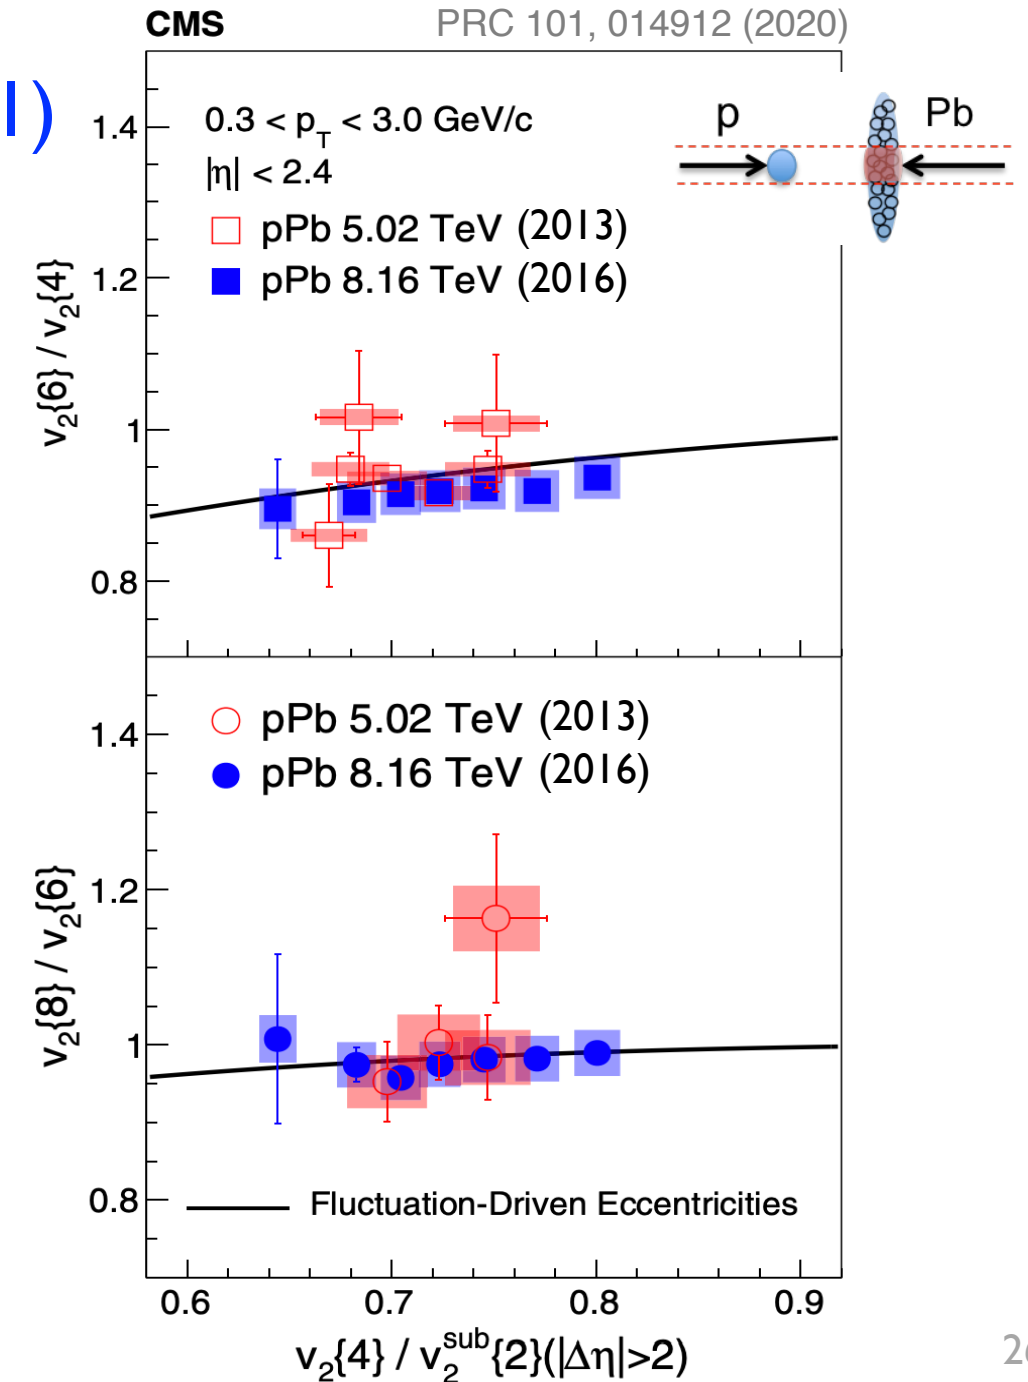 CMS PRC 101, 014912 (2020)
l)
0.3 < p_T < 3.0 GeV/c
|η| < 2.4
pPb 5.02 TeV (2013)
pPb 8.16 TeV (2016)
p Pb
1.4
1.2
1
0.8
v₂{6} / v₂{4}
pPb 5.02 TeV (2013)
pPb 8.16 TeV (2016)
1.4
1.2
1
0.8
v₂{8} / v₂{6}
Fluctuation-Driven Eccentricities
0.6 0.7 0.8 0.9
v₂{4} / v₂^sub{2}(|Δη|>2)